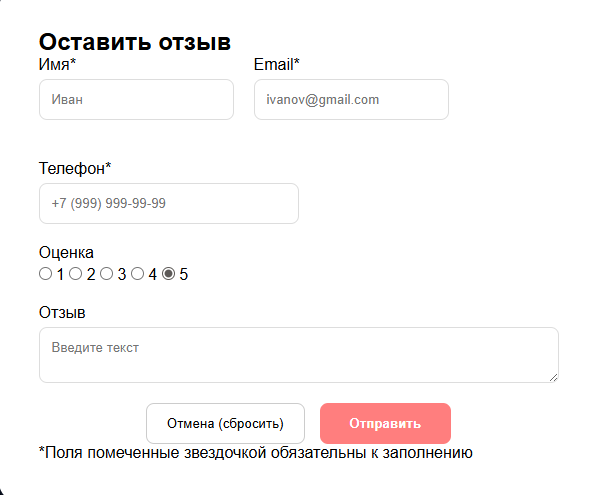 Оставить отзыв
Имя* Email*
Иван ivanov@gmail.com
Телефон*
+7 (999) 999-99-99
Оценка
1 2 3 4 5
Отзыв
Введите текст
Отмена (сбросить) Отправить
*Поля помеченные звездочкой обязательны к заполнению